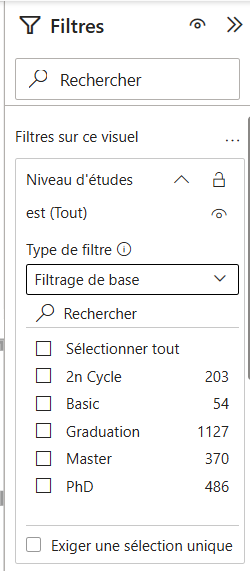 Filtres
Rechercher
Filtres sur ce visuel
Niveau d'études
est (Tout)
Type de filtre
Filtrage de base
Rechercher
Sélectionner tout
2n Cycle 203
Basic 54
Graduation 1127
Master 370
PhD 486
Exiger une sélection unique